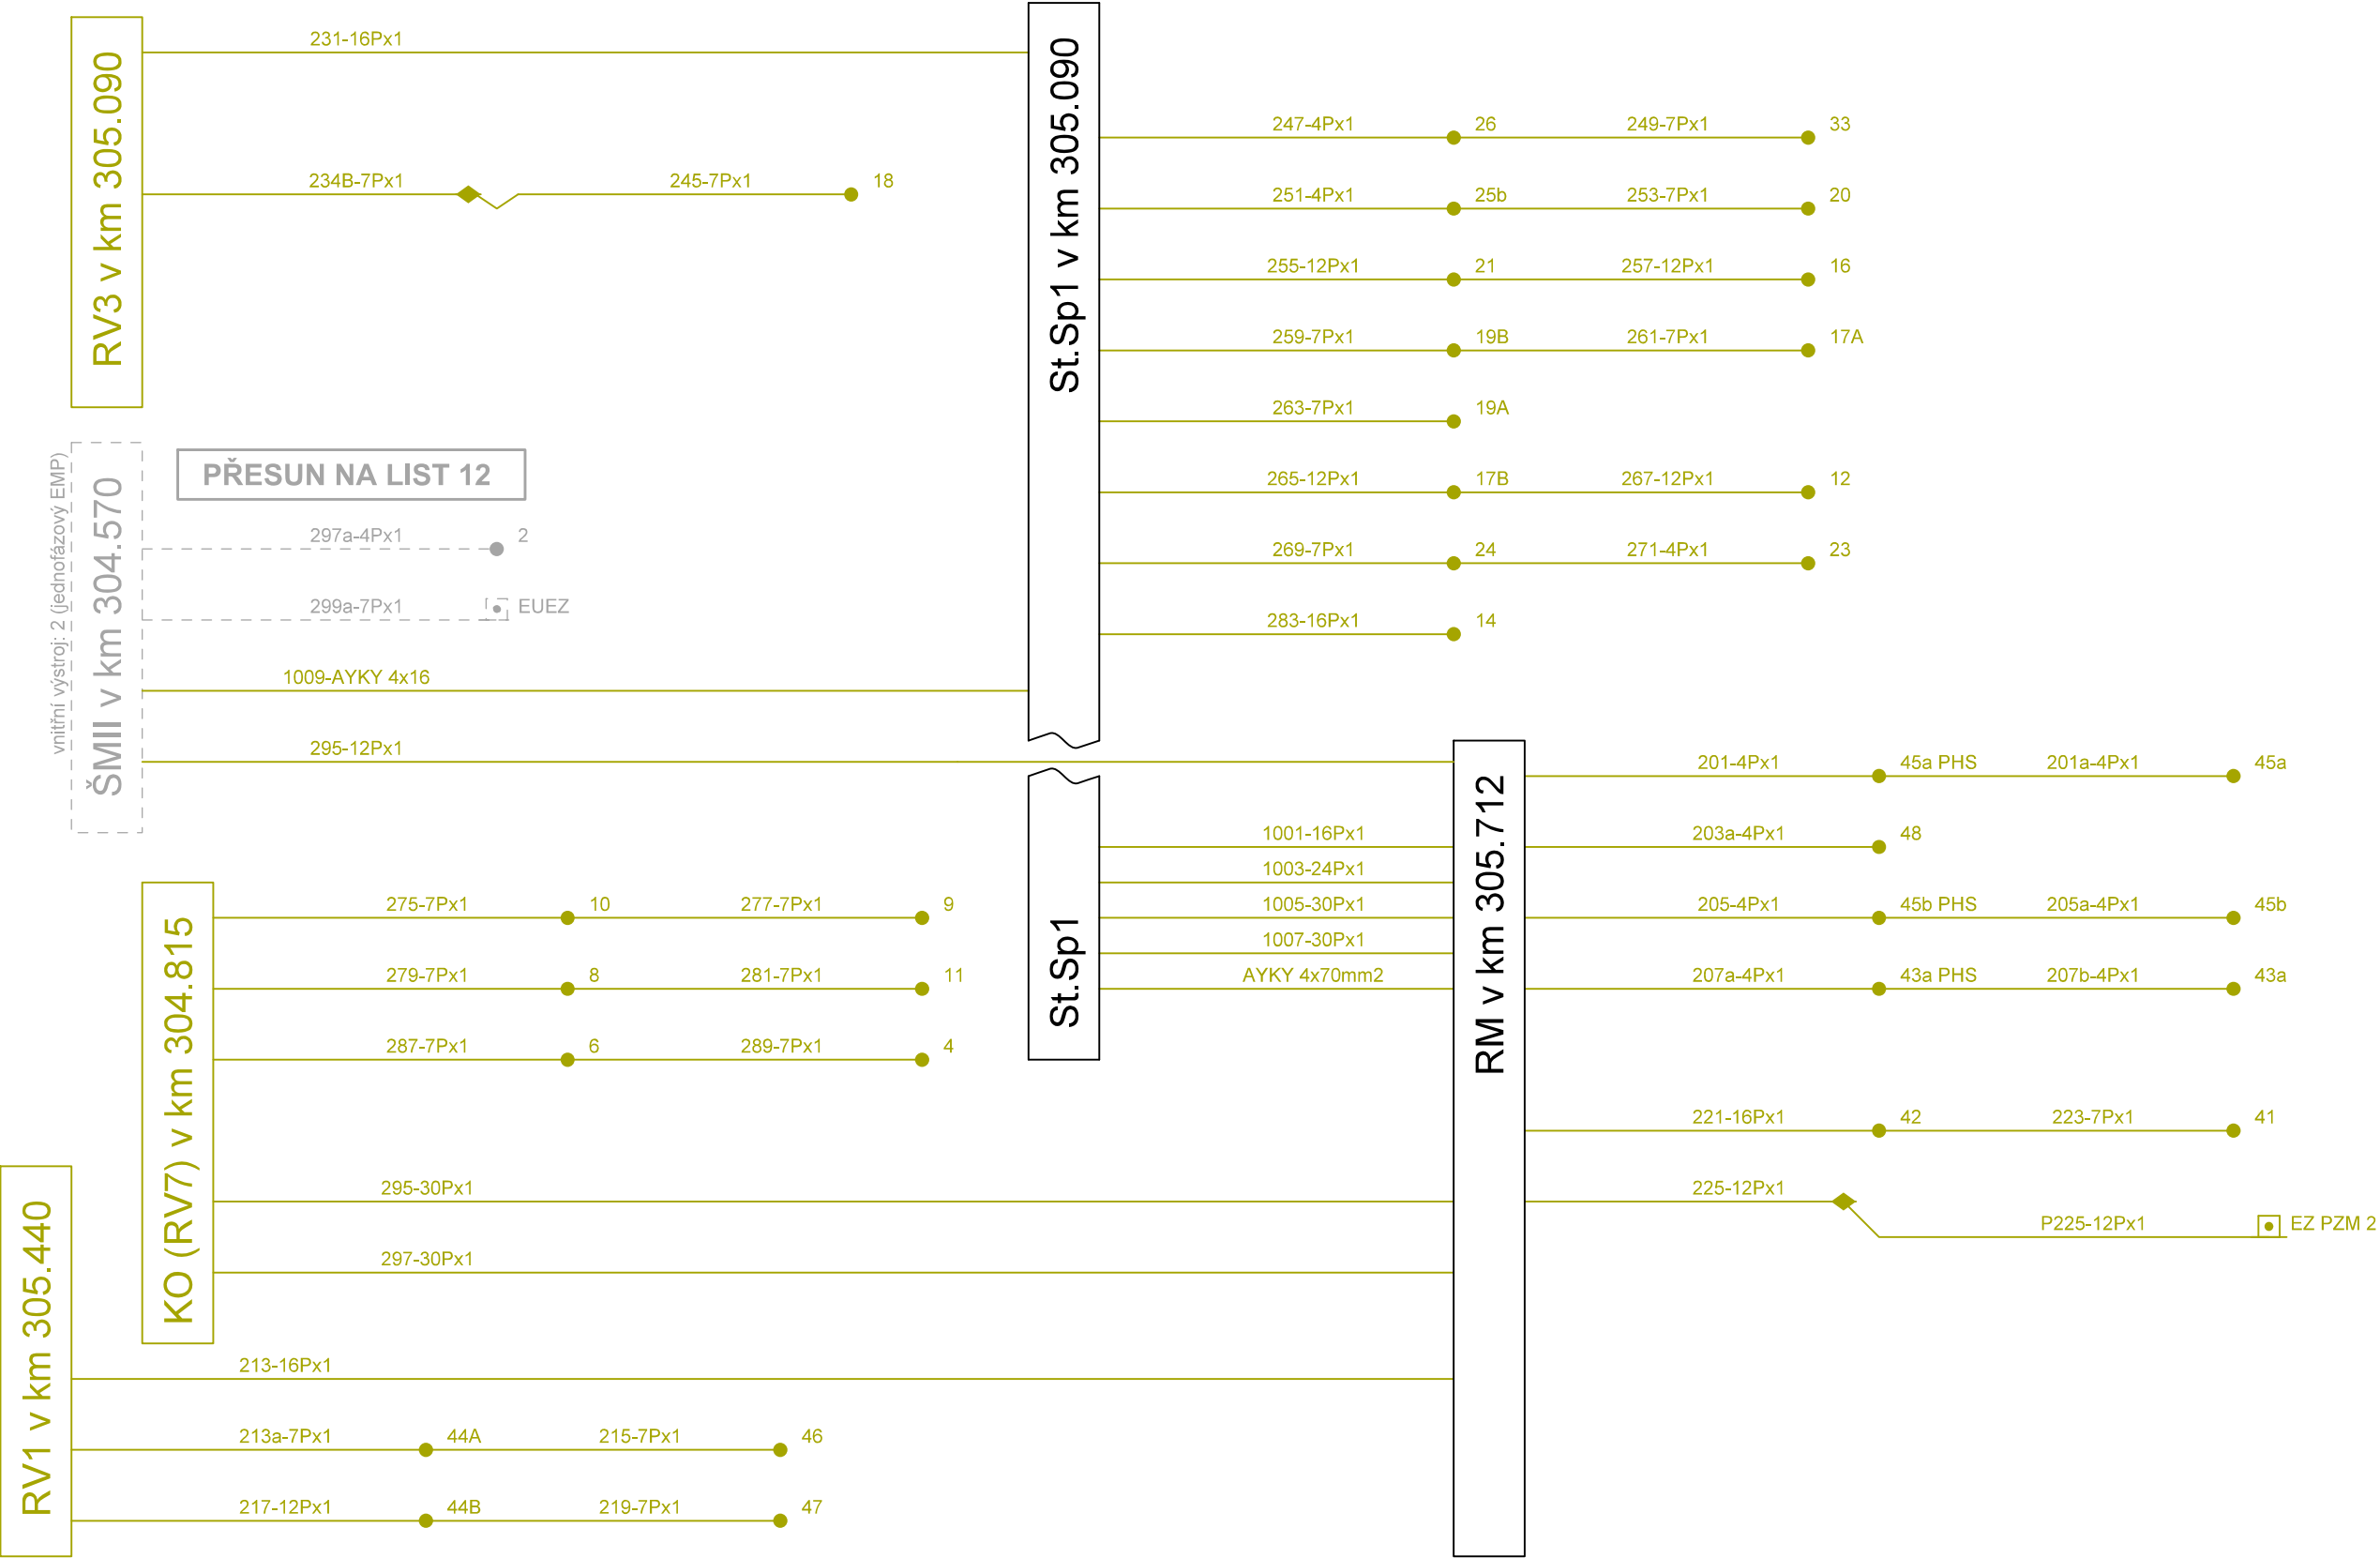 RV3 v km 305.090
231-16Px1
234B-7Px1
245-7Px1
18
St.Sp1 v km 305.090
247-4Px1
26
249-7Px1
33
251-4Px1
25b
253-7Px1
20
255-12Px1
21
257-12Px1
16
259-7Px1
19B
261-7Px1
17A
263-7Px1
19A
265-12Px1
17B
267-12Px1
12
269-7Px1
24
271-4Px1
23
283-16Px1
14
vnitřní výstroj: 2 (jednofázový EMP)
ŠMII v km 304.570
PŘESUN NA LIST 12
297a-4Px1
2
299a-7Px1
EUEZ
1009-AYKY 4x16
295-12Px1
St.Sp1
1001-16Px1
1003-24Px1
1005-30Px1
1007-30Px1
AYKY 4x70mm2
RM v km 305.712
201-4Px1
45a PHS
201a-4Px1
45a
203a-4Px1
48
205-4Px1
45b PHS
205a-4Px1
45b
207a-4Px1
43a PHS
207b-4Px1
43a
221-16Px1
42
223-7Px1
41
225-12Px1
P225-12Px1
EZ PZM 2
KO (RV7) v km 304.815
275-7Px1
10
277-7Px1
9
279-7Px1
8
281-7Px1
11
287-7Px1
6
289-7Px1
4
295-30Px1
297-30Px1
RV1 v km 305.440
213-16Px1
213a-7Px1
44A
215-7Px1
46
217-12Px1
44B
219-7Px1
47